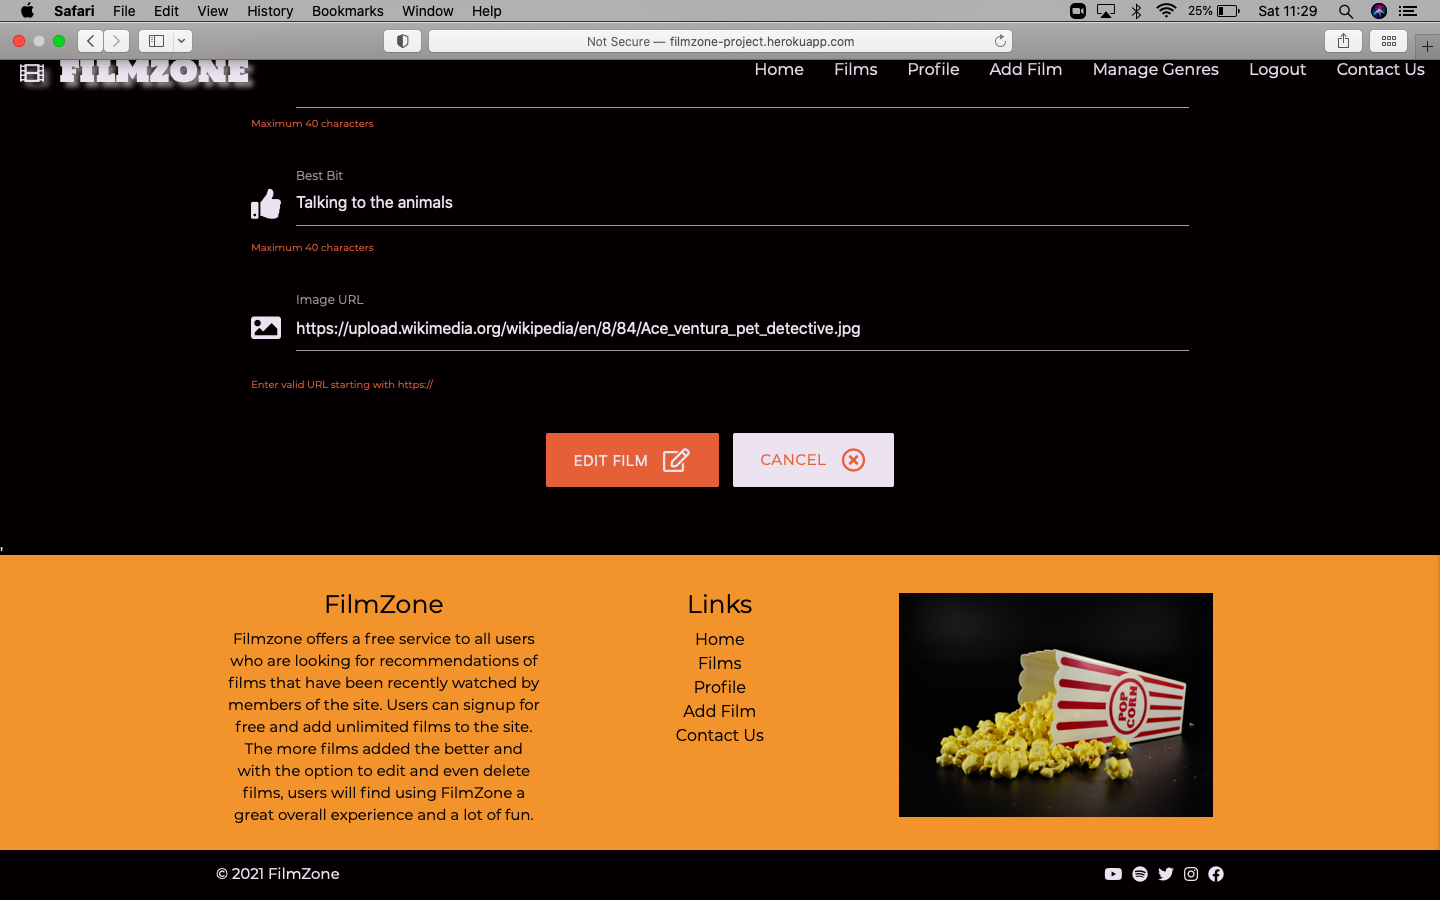 Safari File Edit View History Bookmarks Window Help 25% Sat 11:29
Not Secure — filmzone-project.herokuapp.com
FILMZONE Home Films Profile Add Film Manage Genres Logout Contact Us
Maximum 40 characters
Best Bit
Talking to the animals
Maximum 40 characters
Image URL
https://upload.wikimedia.org/wikipedia/en/8/84/Ace_ventura_pet_detective.jpg
Enter valid URL starting with https://
EDIT FILM CANCEL
,
FilmZone
Filmzone offers a free service to all users
who are looking for recommendations of
films that have been recently watched by
members of the site. Users can signup for
free and add unlimited films to the site.
The more films added the better and
with the option to edit and even delete
films, users will find using FilmZone a
great overall experience and a lot of fun.
Links
Home
Films
Profile
Add Film
Contact Us
POP
CORN
© 2021 FilmZone